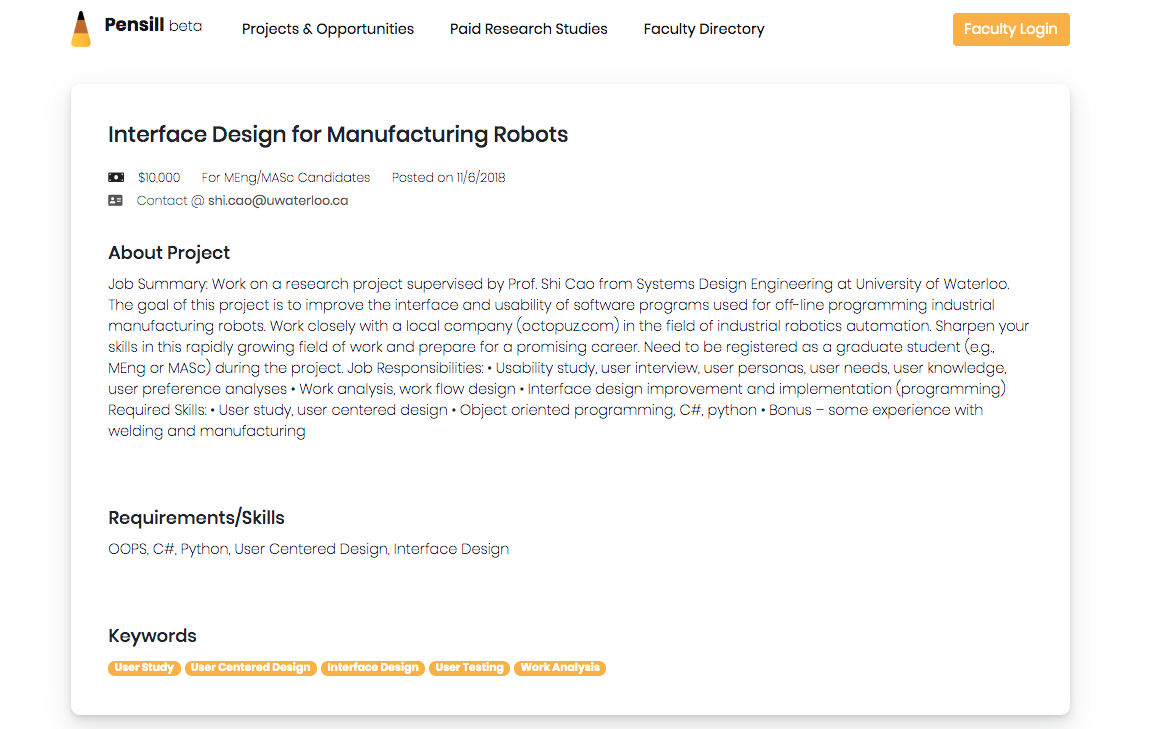 Pensill beta
Projects & Opportunities
Paid Research Studies
Faculty Directory
Faculty Login
Interface Design for Manufacturing Robots
$10,000 For MEng/MASc Candidates Posted on 11/6/2018
Contact @ shi.cao@uwaterloo.ca
About Project
Job Summary: Work on a research project supervised by Prof. Shi Cao from Systems Design Engineering at University of Waterloo.
The goal of this project is to improve the interface and usability of software programs used for off-line programming industrial
manufacturing robots. Work closely with a local company (octopuz.com) in the field of industrial robotics automation. Sharpen your
skills in this rapidly growing field of work and prepare for a promising career. Need to be registered as a graduate student (e.g.,
MEng or MASc) during the project. Job Responsibilities: • Usability study, user interview, user personas, user needs, user knowledge,
user preference analyses • Work analysis, work flow design • Interface design improvement and implementation (programming)
Required Skills: • User study, user centered design • Object oriented programming, C#, python • Bonus – some experience with
welding and manufacturing
Requirements/Skills
OOPS, C#, Python, User Centered Design, Interface Design
Keywords
User Study User Centered Design Interface Design User Testing Work Analysis